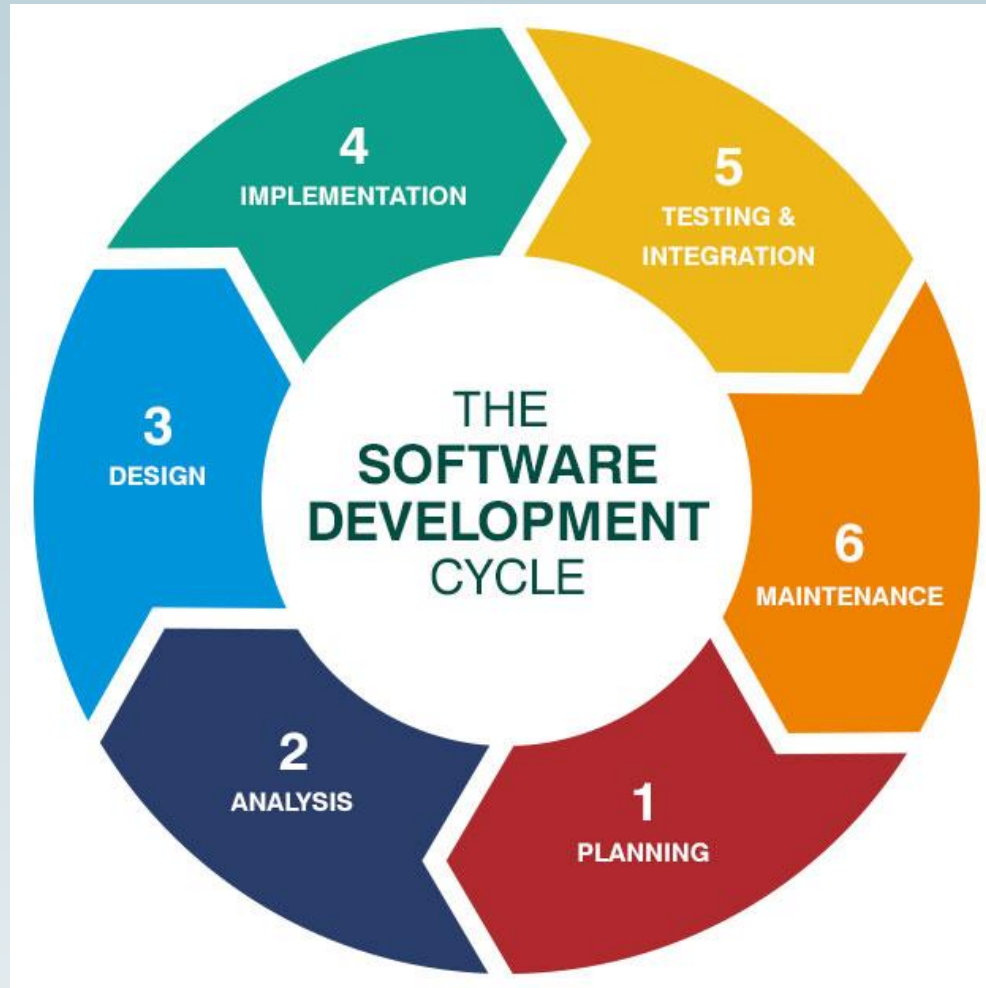 THE
SOFTWARE
DEVELOPMENT
CYCLE
1
PLANNING
2
ANALYSIS
3
DESIGN
4
IMPLEMENTATION
5
TESTING &
INTEGRATION
6
MAINTENANCE